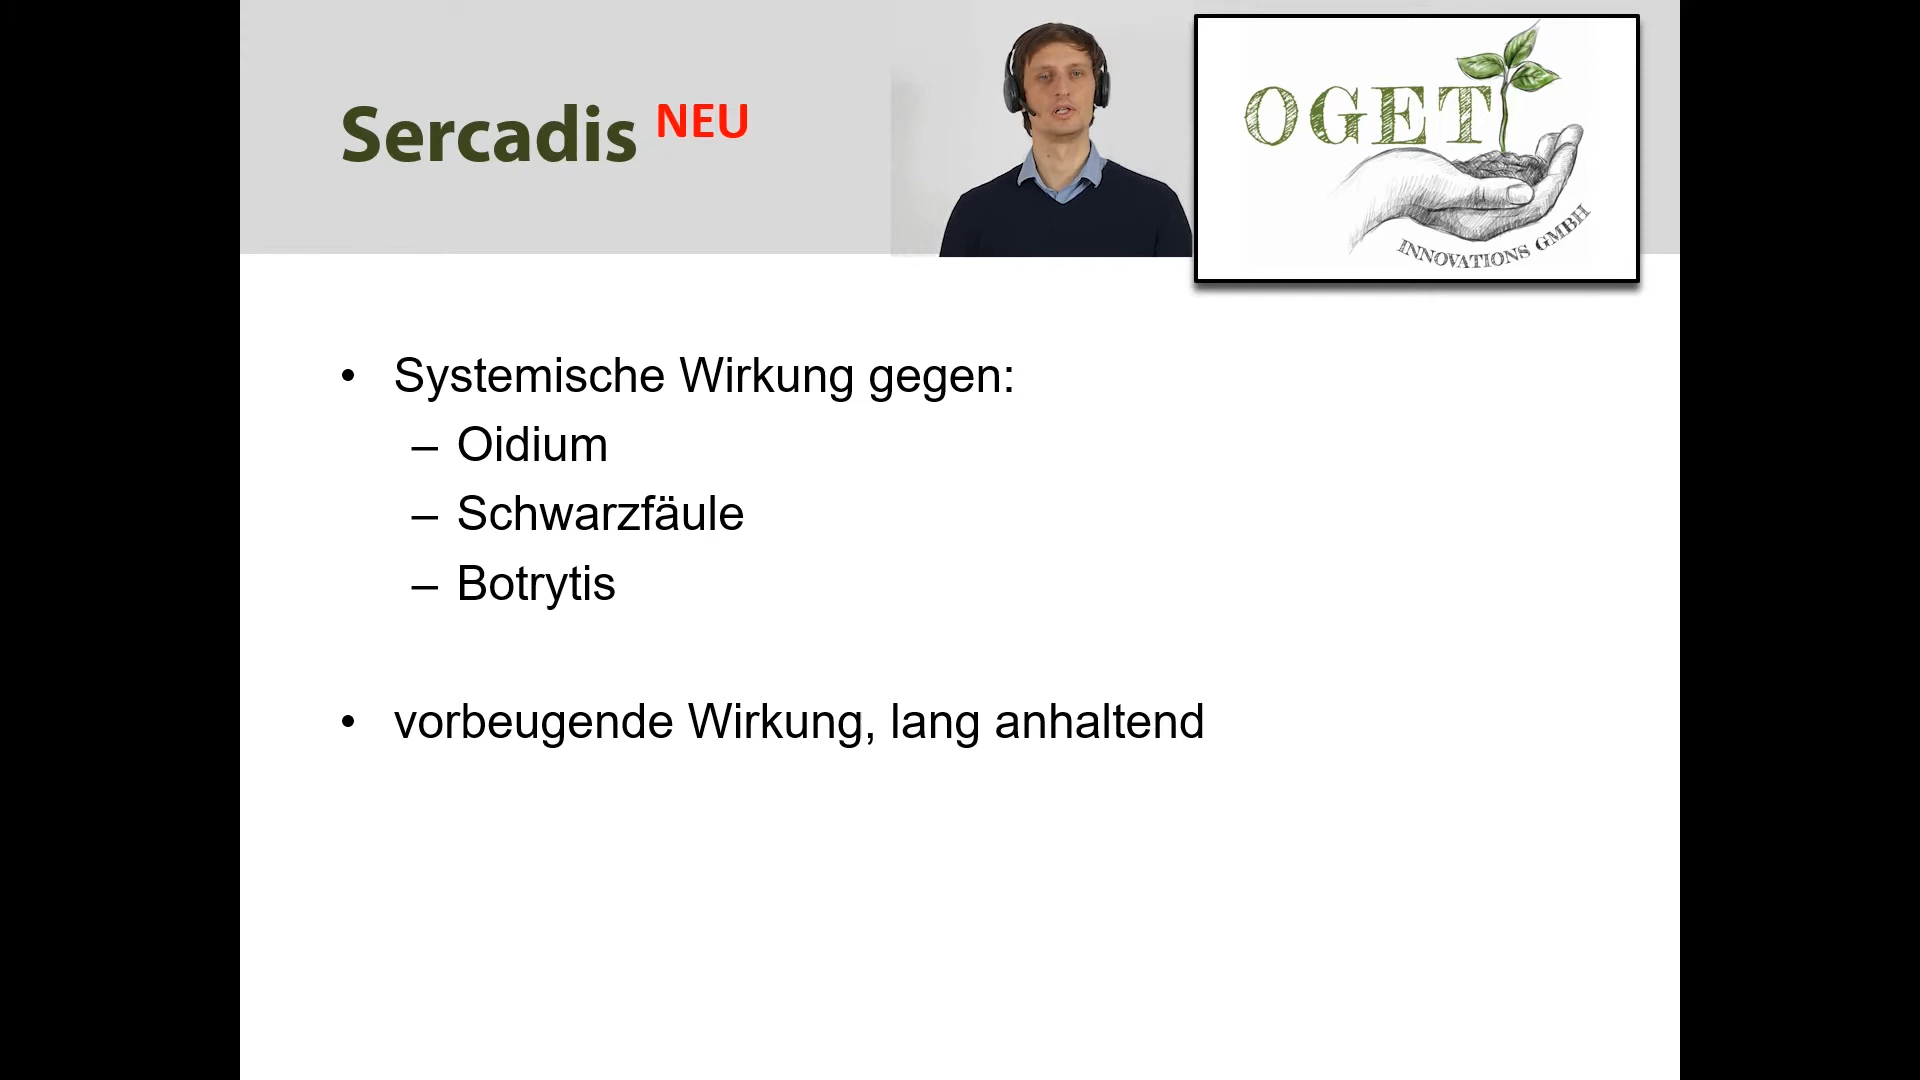 Sercadis NEU
OGET
INNOVATIONS GMBH
• Systemische Wirkung gegen:
– Oidium
– Schwarzfäule
– Botrytis
• vorbeugende Wirkung, lang anhaltend